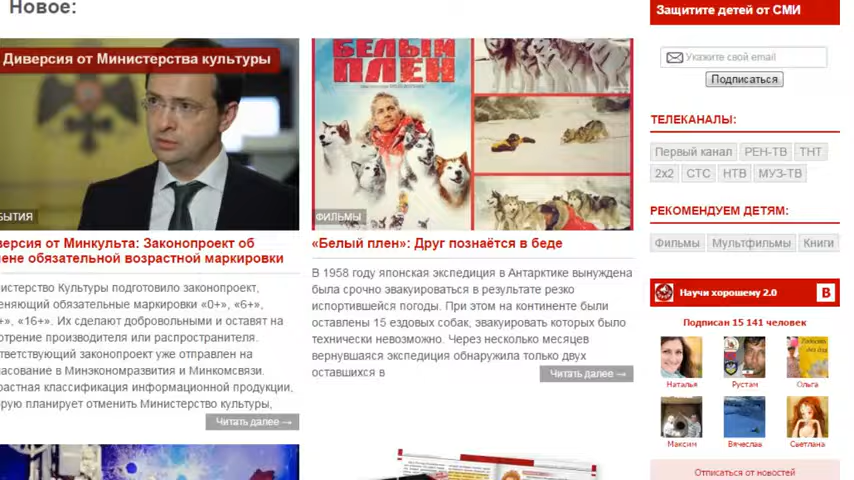 Новое:
Диверсия от Министерства культуры
БЫТИЯ
версия от Минкульта: Законопроект об
мене обязательной возрастной маркировки
истерство Культуры подготовило законопроект,
еняющий обязательные маркировки «0+», «6+»,
+», «16+». Их сделают добровольными и оставят на
отрение производителя или распространителя.
ответствующий законопроект уже отправлен на
ласование в Минэкономразвития и Минкомсвязи.
растная классификация информационной продукции,
орую планирует отменить Министерство культуры,
Читать далее →
БЕЛЫЙ
ПЛЕН
ФИЛЬМЫ
«Белый плен»: Друг познаётся в беде
В 1958 году японская экспедиция в Антарктике вынуждена
была срочно эвакуироваться в результате резко
испортившейся погоды. При этом на континенте были
оставлены 15 ездовых собак, эвакуировать которых было
технически невозможно. Через несколько месяцев
вернувшаяся экспедиция обнаружила только двух
оставшихся в
Читать далее →
Защитите детей от СМИ
Укажите свой email
Подписаться
ТЕЛЕКАНАЛЫ:
Первый канал РЕН-ТВ ТНТ
2x2 СТС НТВ МУЗ-ТВ
РЕКОМЕНДУЕМ ДЕТЯМ:
Фильмы Мультфильмы Книги
Научи хорошему 2.0
В
Подписан 15 141 человек
Наталья Рустам Ольга
Максим Вячеслав Светлана
Отписаться от новостей